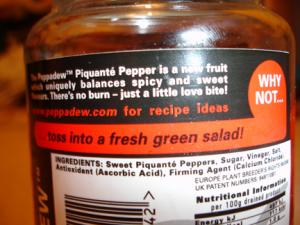 The Peppadew™ Piquanté Pepper is a new fruit
which uniquely balances spicy and sweet
flavours. There's no burn – just a little love bite!
www.peppadew.com for recipe ideas
WHY
NOT...
... toss into a fresh green salad!
INGREDIENTS: Sweet Piquanté Peppers, Sugar, Vinegar, Salt,
Antioxidant (Ascorbic Acid), Firming Agent (Calcium Chloride)
EUROPE PLANT BREEDER'S RIGHTS
UK PATENT NUMBERS:
Nutritional Information
per 100g drained product
Energy kJ